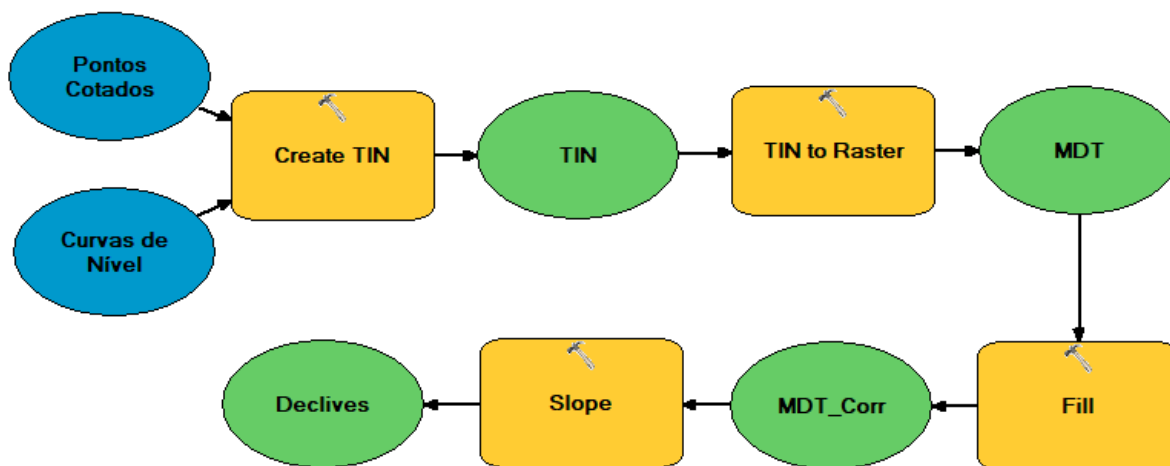 Pontos
Cotados
Create TIN
TIN
TIN to Raster
MDT
Curvas de
Nível
Declives
Slope
MDT_Corr
Fill